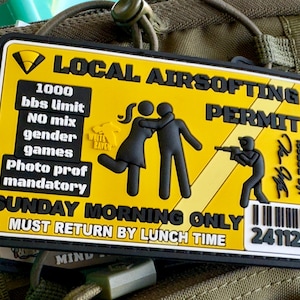 LOCAL AIRSOFTING
PERMIT
1000
bbs limit
NO mix
gender
games
Photo prof
mandatory
SUNDAY MORNING ONLY
MUST RETURN BY LUNCH TIME
24112
MIND